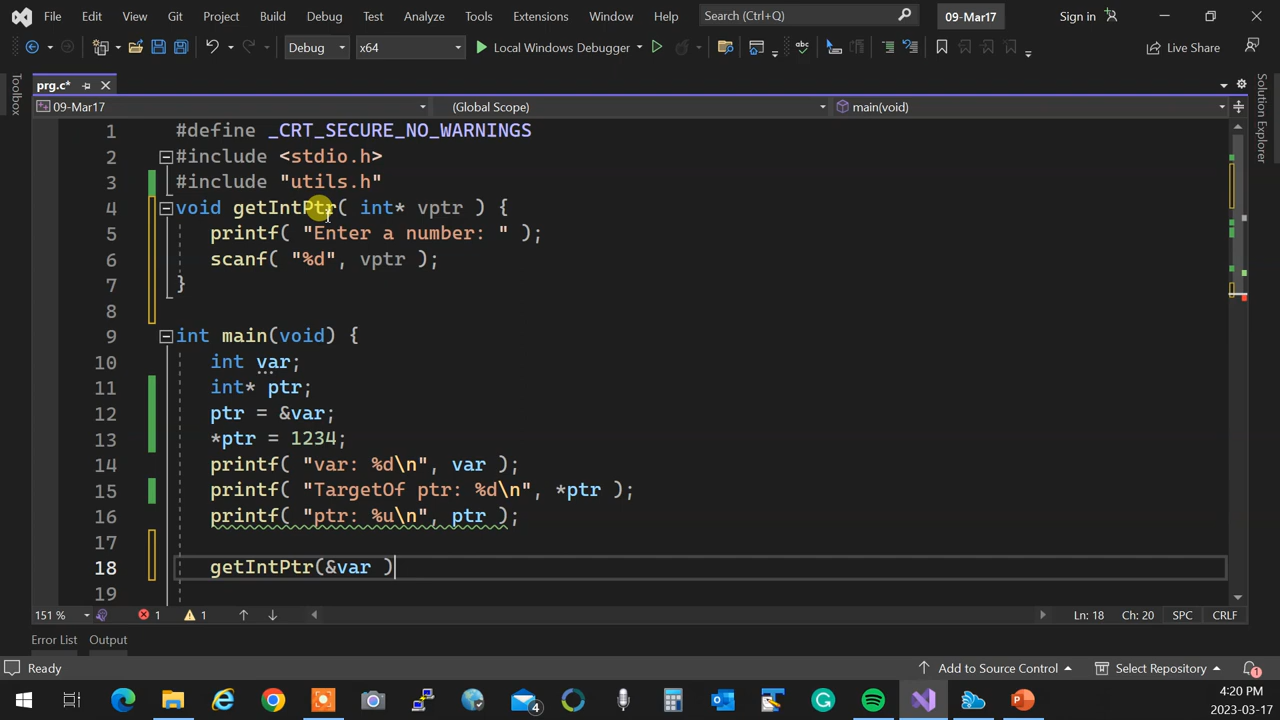 File Edit View Git Project Build Debug Test Analyze Tools Extensions Window Help Search (Ctrl+Q) 09-Mar17 Sign in
Debug x64 Local Windows Debugger Live Share
Toolbox
prg.c*
09-Mar17 (Global Scope) main(void)
Solution Explorer
1 #define _CRT_SECURE_NO_WARNINGS
2 #include <stdio.h>
3 #include "utils.h"
4 void getIntPtr( int* vptr ) {
5 printf( "Enter a number: " );
6 scanf( "%d", vptr );
7 }
8
9 int main(void) {
10 int var;
11 int* ptr;
12 ptr = &var;
13 *ptr = 1234;
14 printf( "var: %d\n", var );
15 printf( "TargetOf ptr: %d\n", *ptr );
16 printf( "ptr: %u\n", ptr );
17
18 getIntPtr(&var )
19
151 % 1 1 Ln: 18 Ch: 20 SPC CRLF
Error List Output
Ready Add to Source Control Select Repository 1
4
4:20 PM
2023-03-17